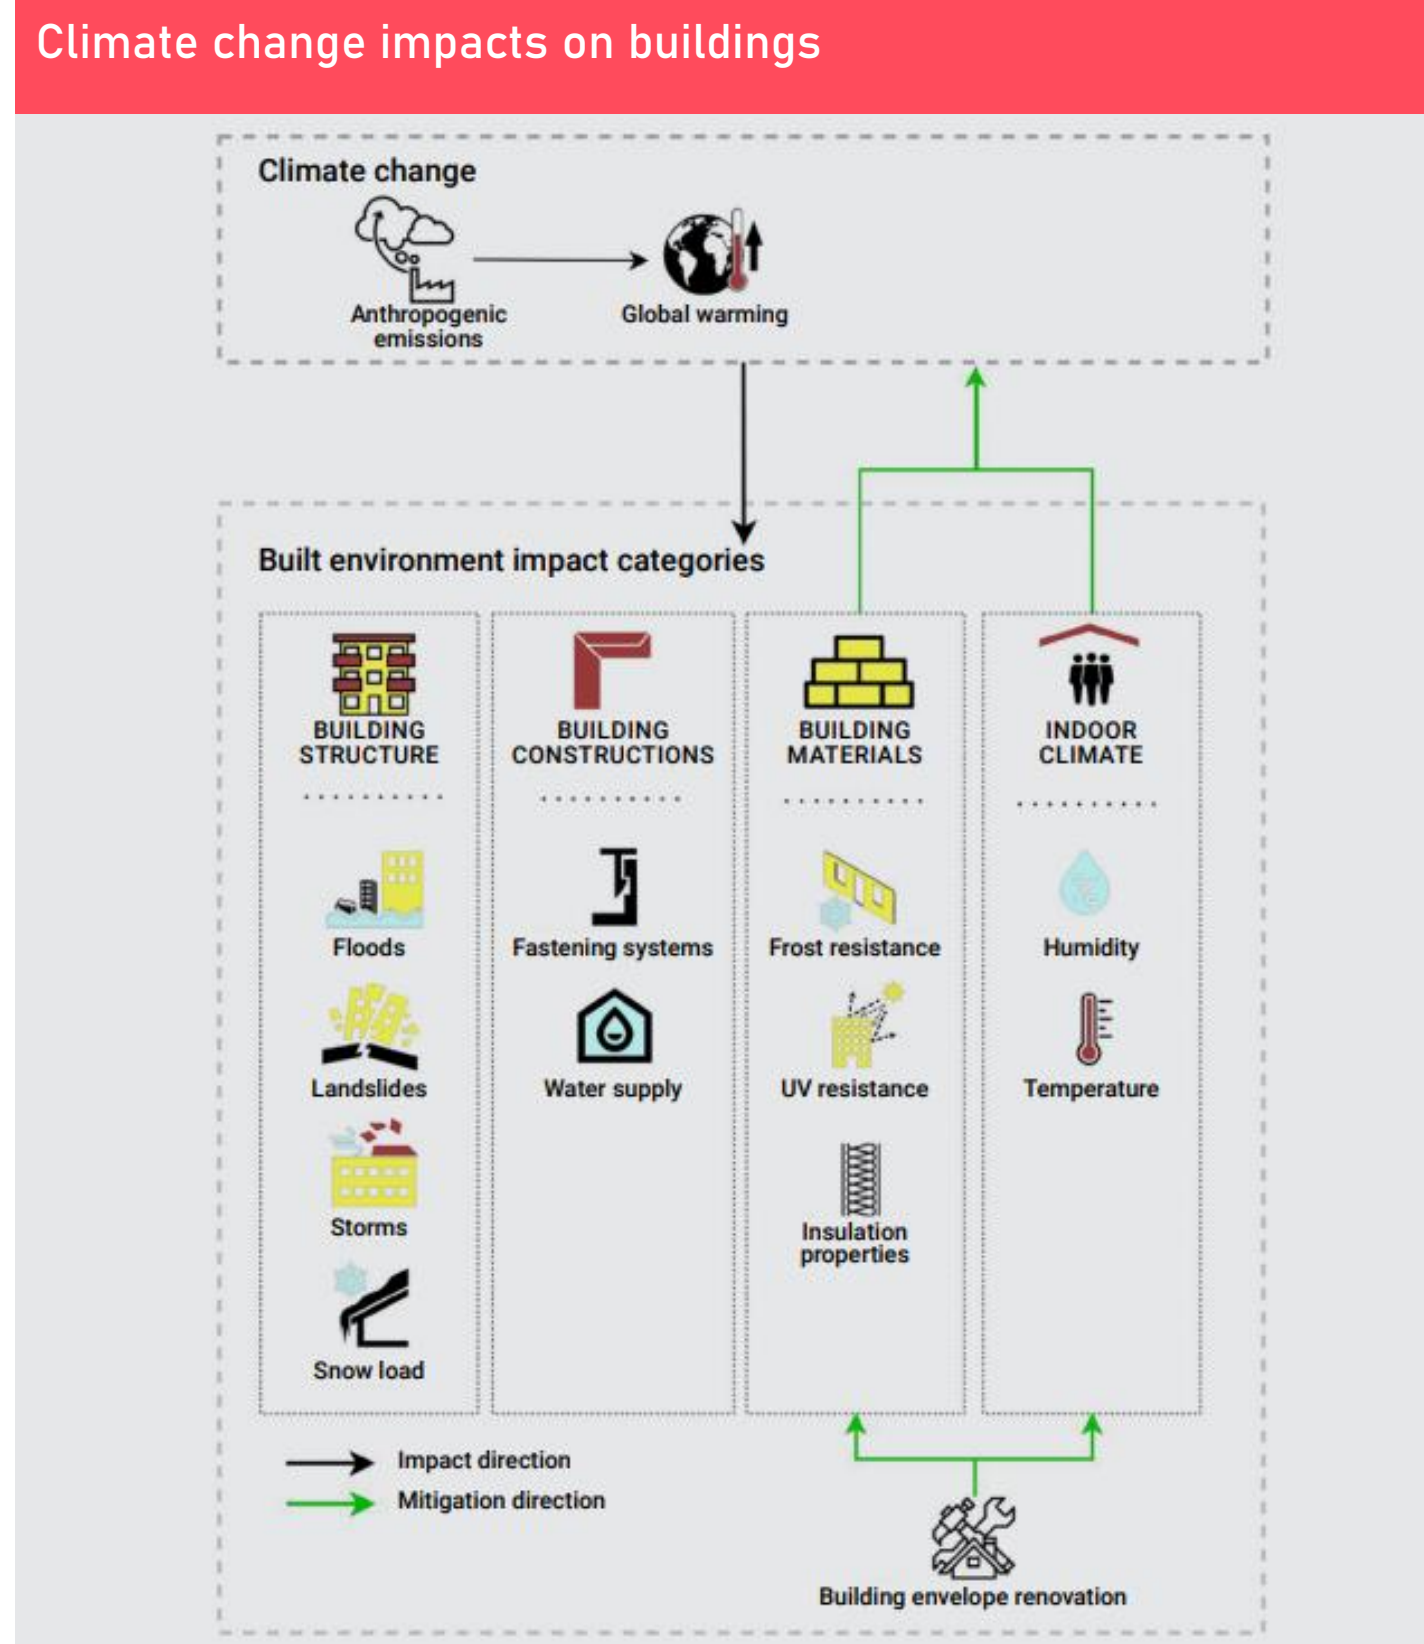 Climate change impacts on buildings
Climate change
Anthropogenic
emissions
Global warming
Built environment impact categories
BUILDING
STRUCTURE
Floods
Landslides
Storms
Snow load
BUILDING
CONSTRUCTIONS
Fastening systems
Water supply
BUILDING
MATERIALS
Frost resistance
UV resistance
Insulation
properties
INDOOR
CLIMATE
Humidity
Temperature
Impact direction
Mitigation direction
Building envelope renovation